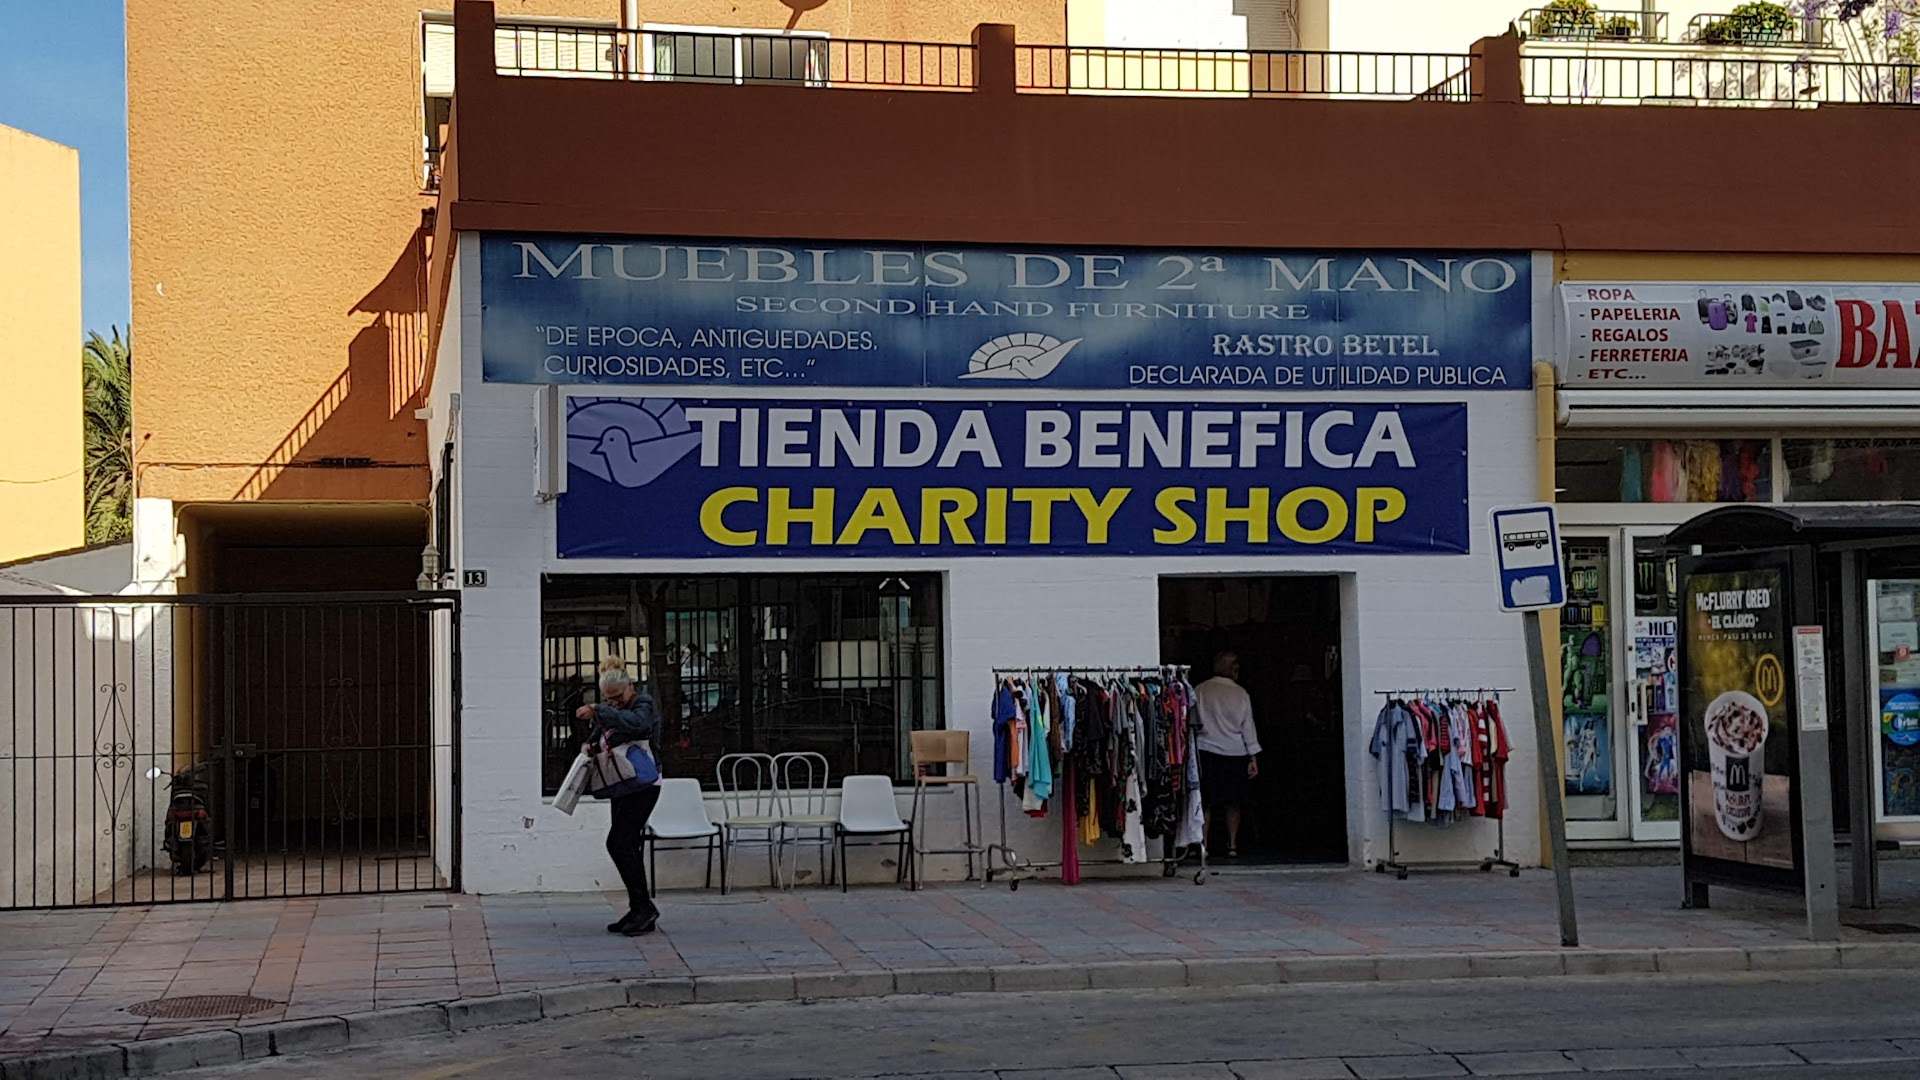 MUEBLES DE 2ª MANO
SECOND HAND FURNITURE
"DE EPOCA, ANTIGUEDADES.
CURIOSIDADES, ETC..."
RASTRO BETEL
DECLARADA DE UTILIDAD PUBLICA
TIENDA BENEFICA
CHARITY SHOP
13
- ROPA
- PAPELERIA
- REGALOS
- FERRETERIA
- ETC...
BA
McFLURRY OREO
·EL CLÁSICO·